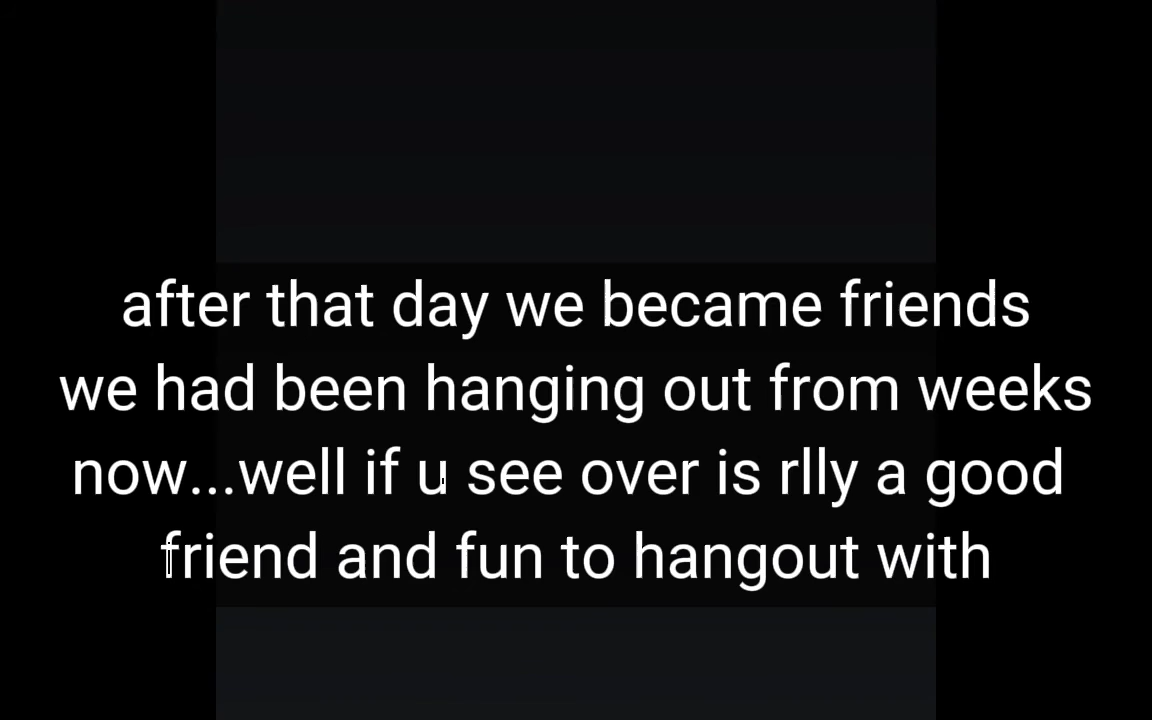 after that day we became friends
we had been hanging out from weeks
now...well if u see over is rlly a good
friend and fun to hangout with